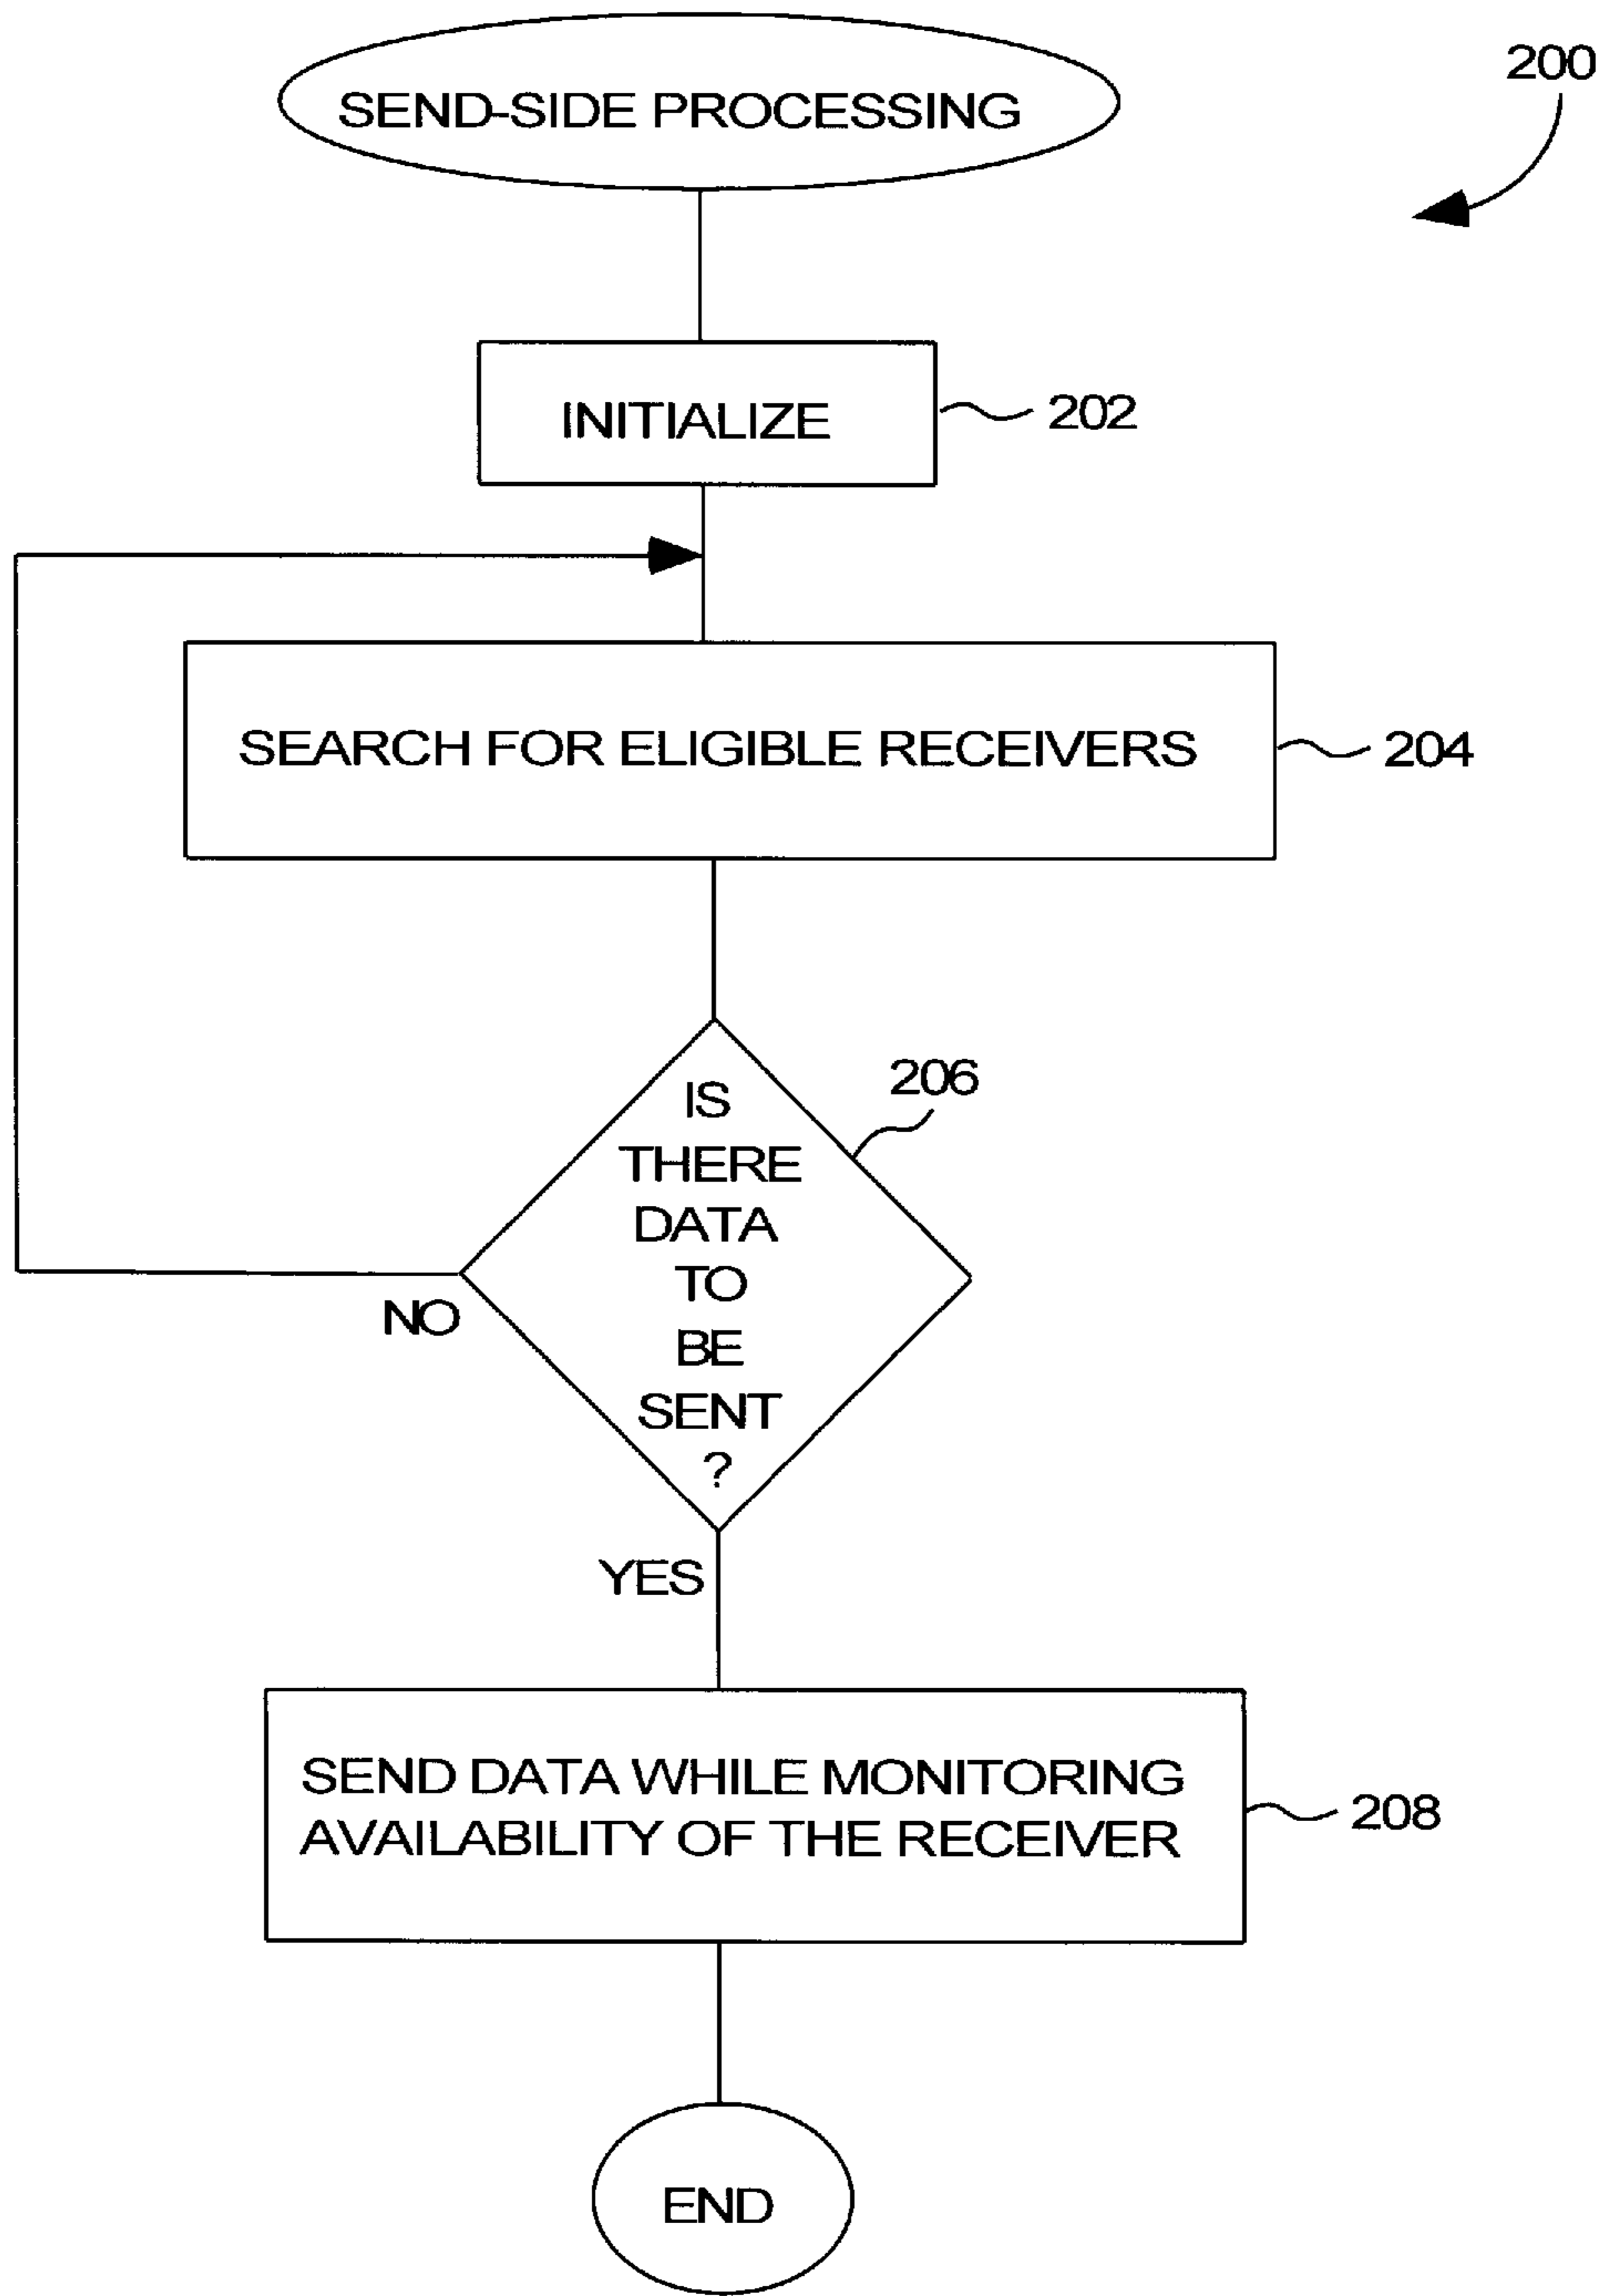 200
SEND-SIDE PROCESSING
INITIALIZE
202
SEARCH FOR ELIGIBLE RECEIVERS
204
206
IS
THERE
DATA
TO
BE
SENT
?
NO
YES
SEND DATA WHILE MONITORING
AVAILABILITY OF THE RECEIVER
208
END